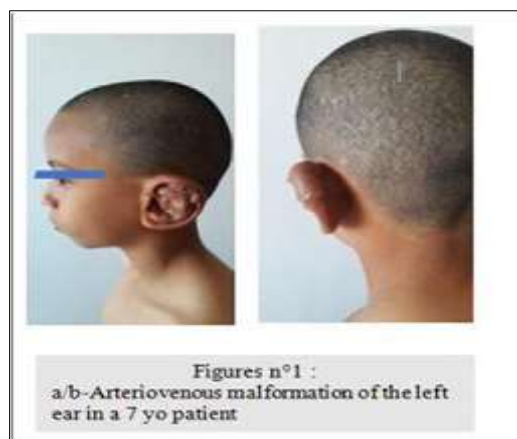 Figures n°1 :
a/b-Arteriovenous malformation of the left
ear in a 7 yo patient